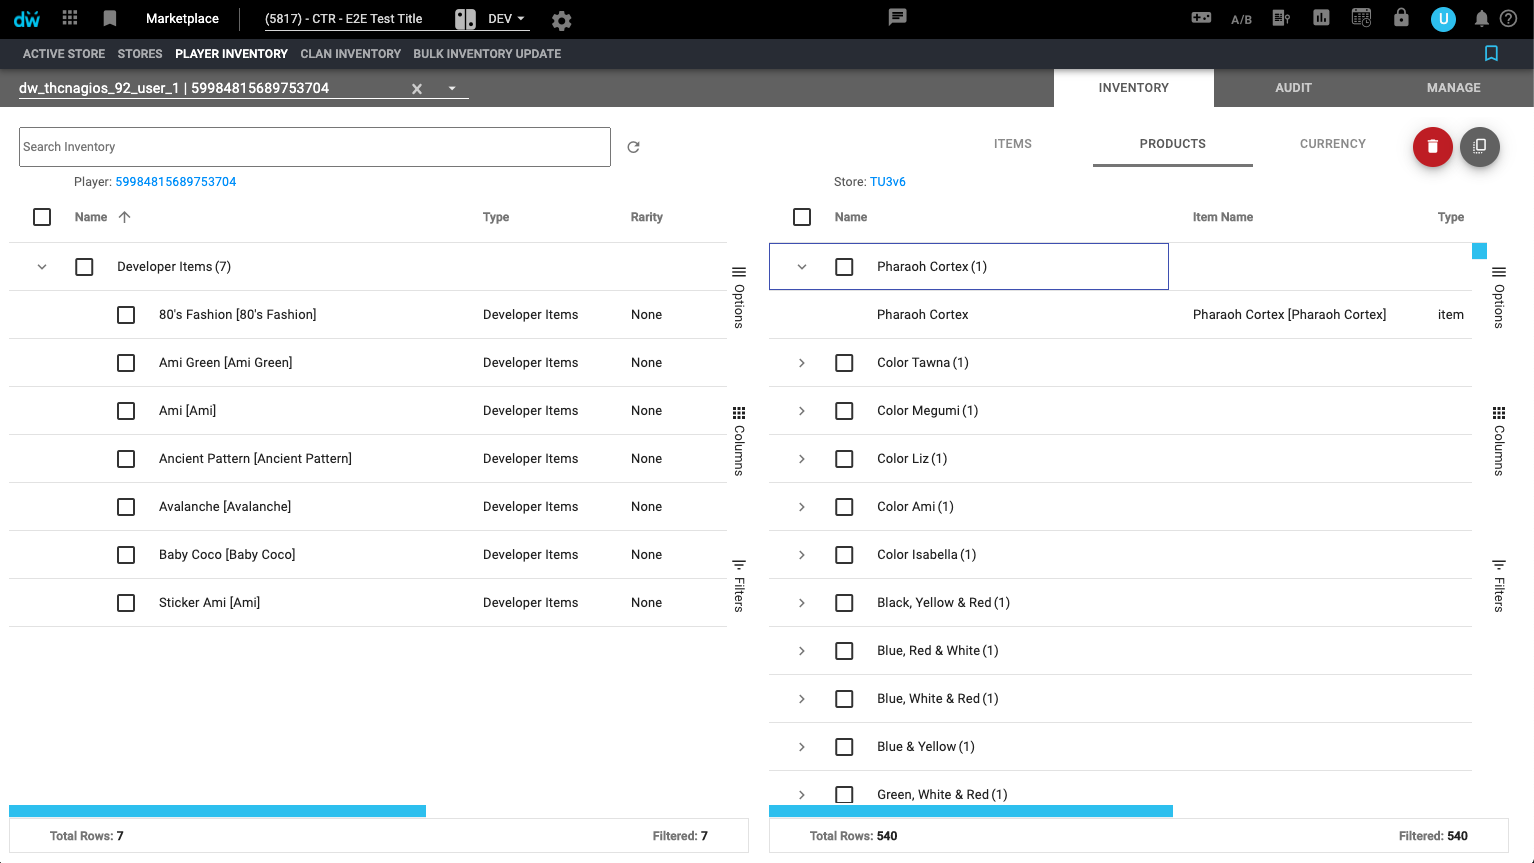 dw Marketplace (5817) - CTR - E2E Test Title DEV A/B U
ACTIVE STORE STORES PLAYER INVENTORY CLAN INVENTORY BULK INVENTORY UPDATE
dw_thcnagios_92_user_1 | 59984815689753704
INVENTORY AUDIT MANAGE
Search Inventory
ITEMS PRODUCTS CURRENCY
Player: 59984815689753704
Name Type Rarity
Developer Items (7)
80's Fashion [80's Fashion] Developer Items None
Ami Green [Ami Green] Developer Items None
Ami [Ami] Developer Items None
Ancient Pattern [Ancient Pattern] Developer Items None
Avalanche [Avalanche] Developer Items None
Baby Coco [Baby Coco] Developer Items None
Sticker Ami [Ami] Developer Items None
Options
Columns
Filters
Total Rows: 7 Filtered: 7
Store: TU3v6
Name Item Name Type
Pharaoh Cortex (1)
Pharaoh Cortex Pharaoh Cortex [Pharaoh Cortex] item
Color Tawna (1)
Color Megumi (1)
Color Liz (1)
Color Ami (1)
Color Isabella (1)
Black, Yellow & Red (1)
Blue, Red & White (1)
Blue, White & Red (1)
Blue & Yellow (1)
Green, White & Red (1)
Options
Columns
Filters
Total Rows: 540 Filtered: 540